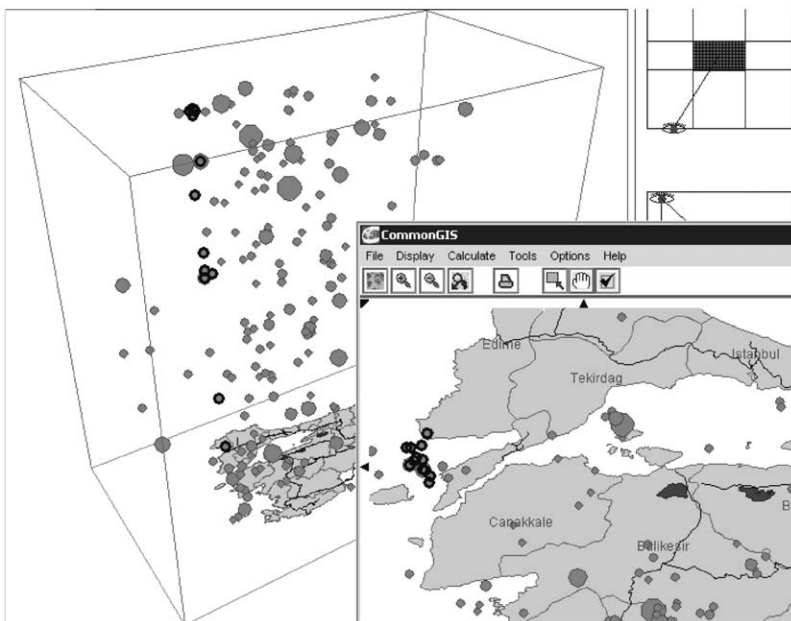 CommonGIS
File Display Calculate Tools Options Help
Edirne
Istanbul
Tekirdag
Canakkale
B
Balikesir